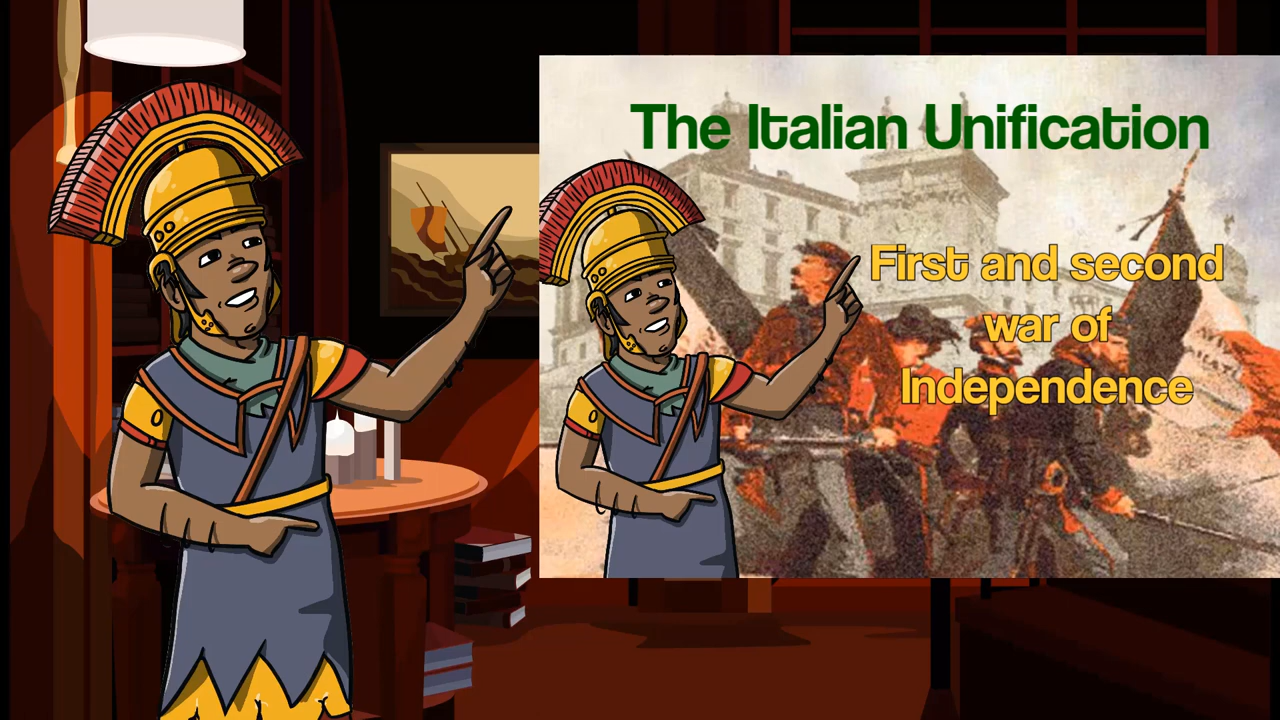 The Italian Unification
First and second
war of
Independence